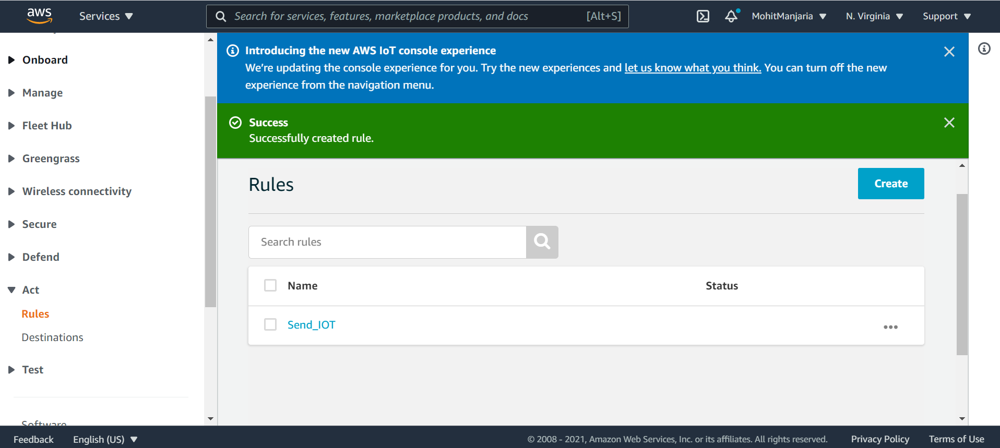 aws
Services
Search for services, features, marketplace products, and docs
[Alt+S]
MohitManjaria
N. Virginia
Support
Onboard
Manage
Fleet Hub
Greengrass
Wireless connectivity
Secure
Defend
Act
Rules
Destinations
Test
Software
Introducing the new AWS IoT console experience
We're updating the console experience for you. Try the new experiences and let us know what you think. You can turn off the new
experience from the navigation menu.
Success
Successfully created rule.
Rules
Create
Search rules
Name
Status
Send_IOT
Feedback
English (US)
© 2008 - 2021, Amazon Web Services, Inc. or its affiliates. All rights reserved.
Privacy Policy
Terms of Use